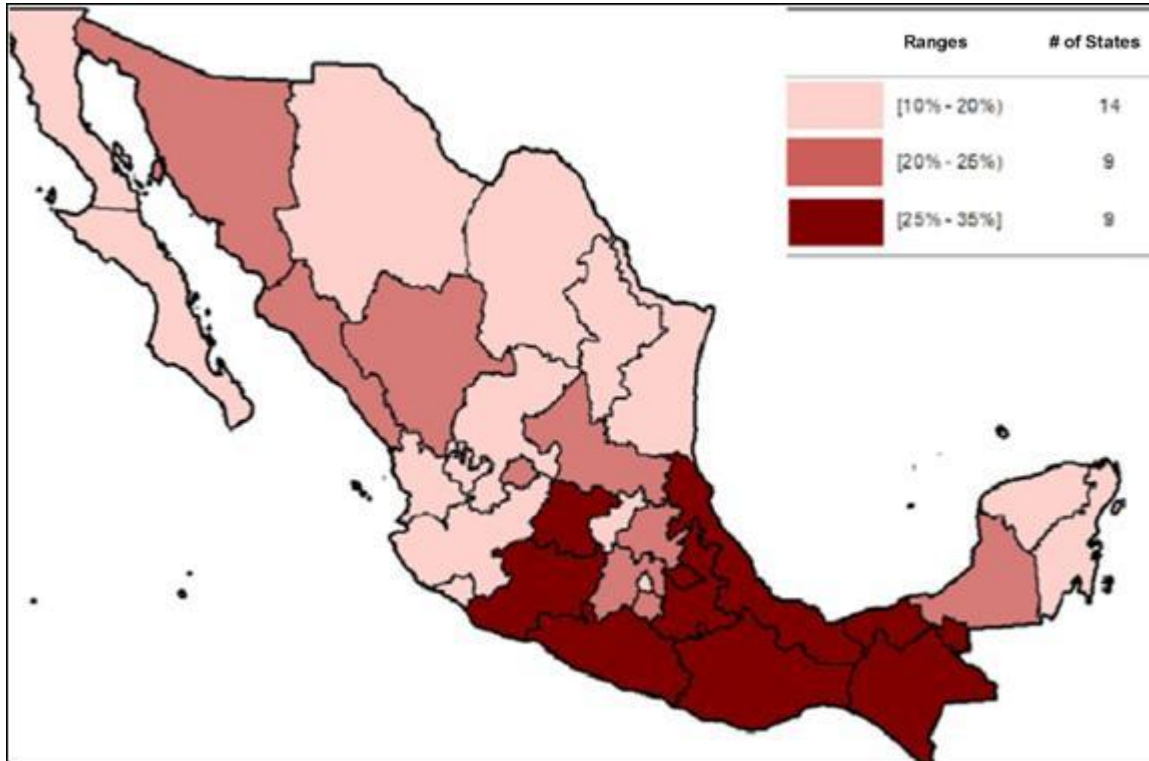 Ranges # of States
[10% - 20%) 14
[20% - 25%) 9
[25% - 35%] 9